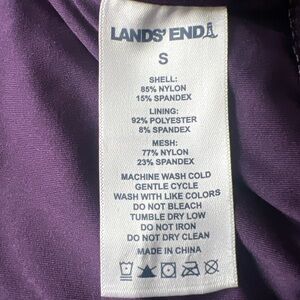 LANDS' END
S
SHELL:
85% NYLON
15% SPANDEX
LINING:
92% POLYESTER
8% SPANDEX
MESH:
77% NYLON
23% SPANDEX
MACHINE WASH COLD
GENTLE CYCLE
WASH WITH LIKE COLORS
DO NOT BLEACH
TUMBLE DRY LOW
DO NOT IRON
DO NOT DRY CLEAN
MADE IN CHINA